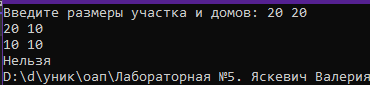 Введите размеры участка и домов: 20 20
20 10
10 10
Нельзя
D:\d\уник\оап\Лабораторная №5. Яскевич Валерия